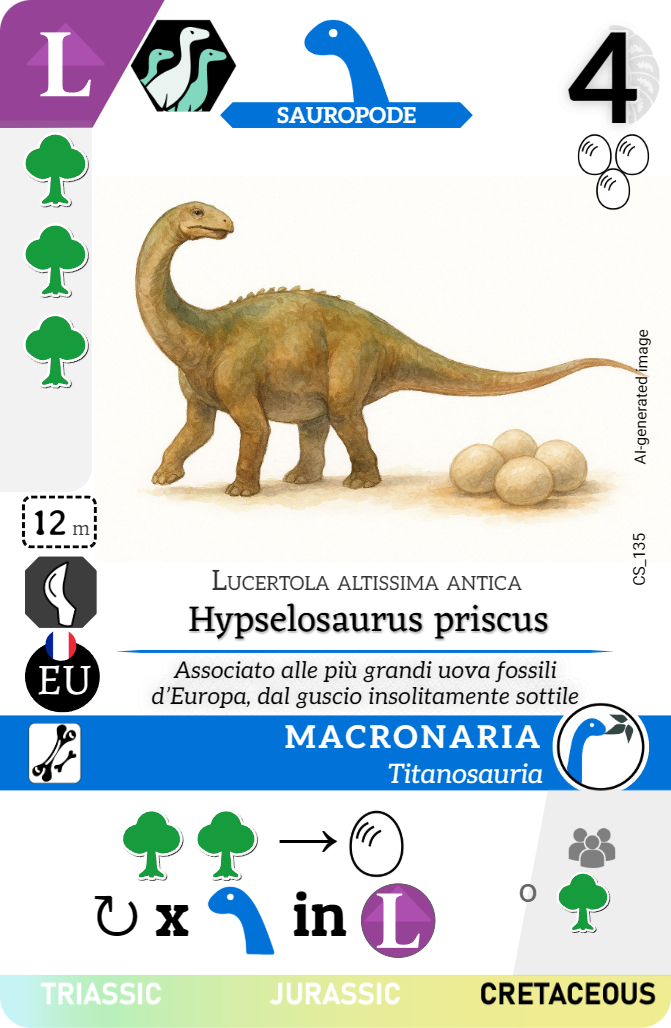 L
SAUROPODE
4
AI-generated image
12 m
CS_135
LUCERTOLA ALTISSIMA ANTICA
Hypselosaurus priscus
EU
Associato alle più grandi uova fossili
d'Europa, dal guscio insolitamente sottile
MACRONARIA
Titanosauria
x in L
o
TRIASSIC JURASSIC CRETACEOUS